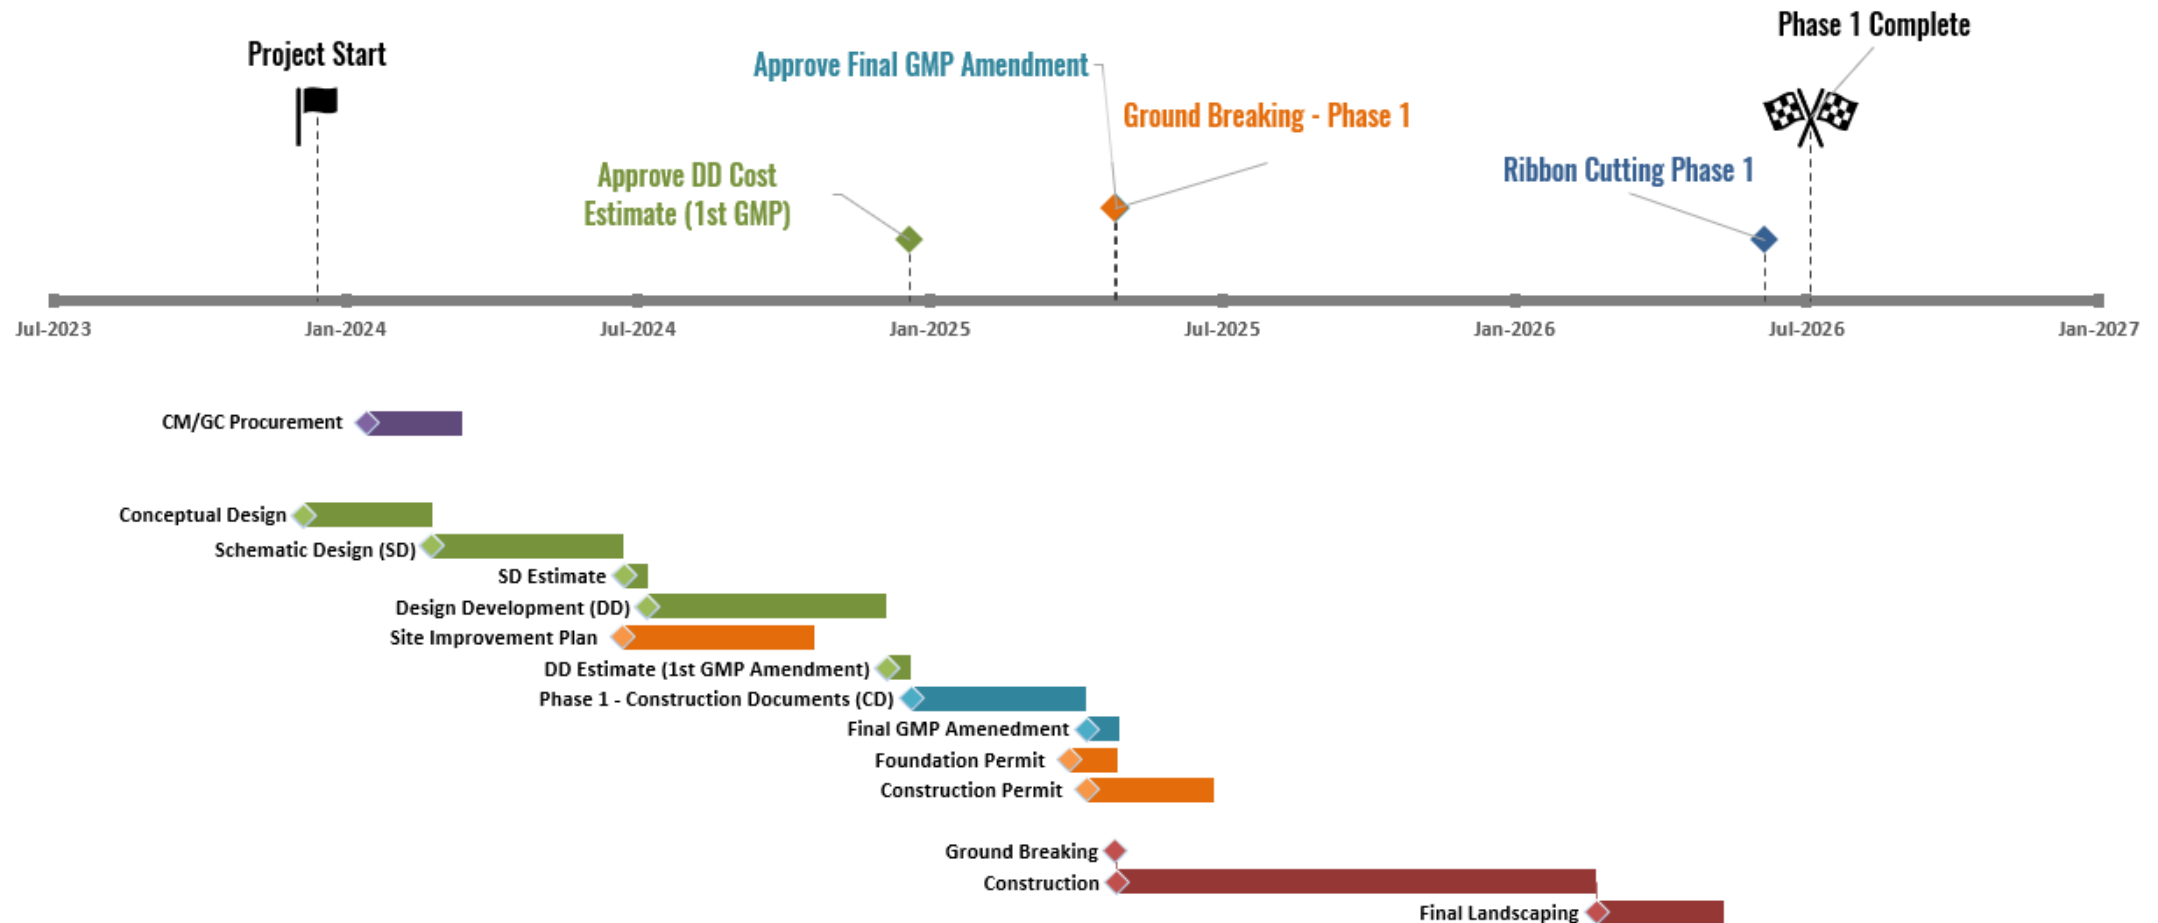 Phase 1 Complete
Project Start
Approve Final GMP Amendment
Ground Breaking - Phase 1
Approve DD Cost
Estimate (1st GMP)
Ribbon Cutting Phase 1
Jul-2023
Jan-2024
Jul-2024
Jan-2025
Jul-2025
Jan-2026
Jul-2026
Jan-2027
CM/GC Procurement
Conceptual Design
Schematic Design (SD)
SD Estimate
Design Development (DD)
Site Improvement Plan
DD Estimate (1st GMP Amendment)
Phase 1 - Construction Documents (CD)
Final GMP Amenedment
Foundation Permit
Construction Permit
Ground Breaking
Construction
Final Landscaping